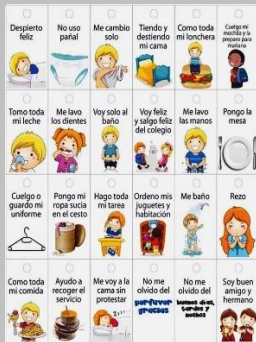 Despierto
feliz
No uso
pañal
Me cambio
solo
Tiendo y
destiendo
mi cama
Como toda
mi lonchera
Cuelgo mi
mochila y la
preparo para
mañana
Tomo toda
mi leche
Me lavo
los dientes
Voy solo al
baño
Voy feliz
y salgo feliz
del colegio
Me lavo
las manos
Pongo la
mesa
Cuelgo o
guardo mi
uniforme
Pongo mi
ropa sucia
en el cesto
Hago toda
mi tarea
Ordeno mis
juguetes y
habitación
Me baño
Rezo
Como toda
mi comida
Ayudo a
recoger el
servicio
Me voy a la
cama sin
protestar
Zzz...
No me
olvido del
porfavor
gracias
No me
olvido del
buenos dias,
tardes y
noches
Soy buen
amigo y
hermano